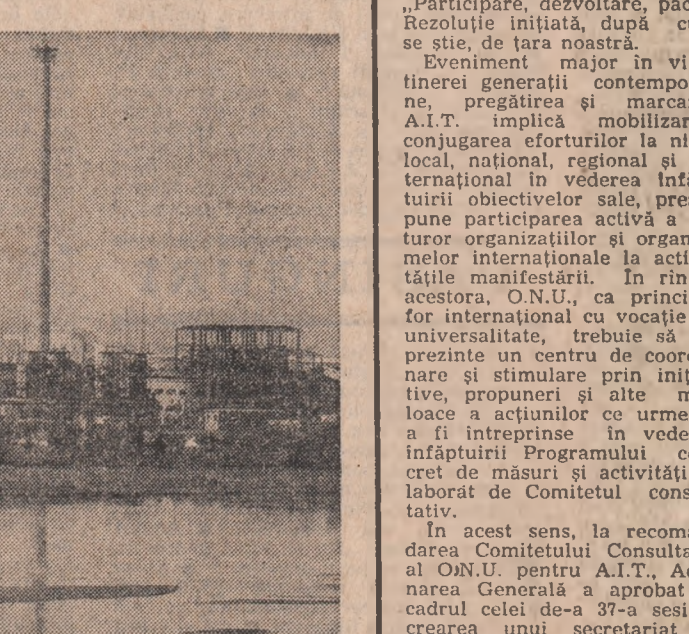 „Participare, dezvoltare, pac
Rezoluție inițiată, după c
se știe, de țara noastră.
Eveniment major în vi
tinerei generații contempo
ne, pregătirea și marca
A.I.T. implică mobilizar
conjugarea eforturilor la ni
local, național, regional și
ternațional în vederea înfă
tuirii obiectivelor sale, pre
pune participarea activă a
turor organizațiilor și organ
melor internaționale la acti
tățile manifestării. În rin
acestora, O.N.U., ca princi
for internațional cu vocație
universalitate, trebuie să
prezinte un centru de coor
nare și stimulare prin iniț
tive, propuneri și alte m
loace a acțiunilor ce urme
a fi întreprinse în vede
înfăptuirii Programului co
cret de măsuri și activități
laborat de Comitetul cons
tativ.
În acest sens, la recoma
darea Comitetului Consulta
al O.N.U. pentru A.I.T., Ad
narea Generală a aprobat
cadrul celei de-a 37-a sesi
crearea unui secretariat